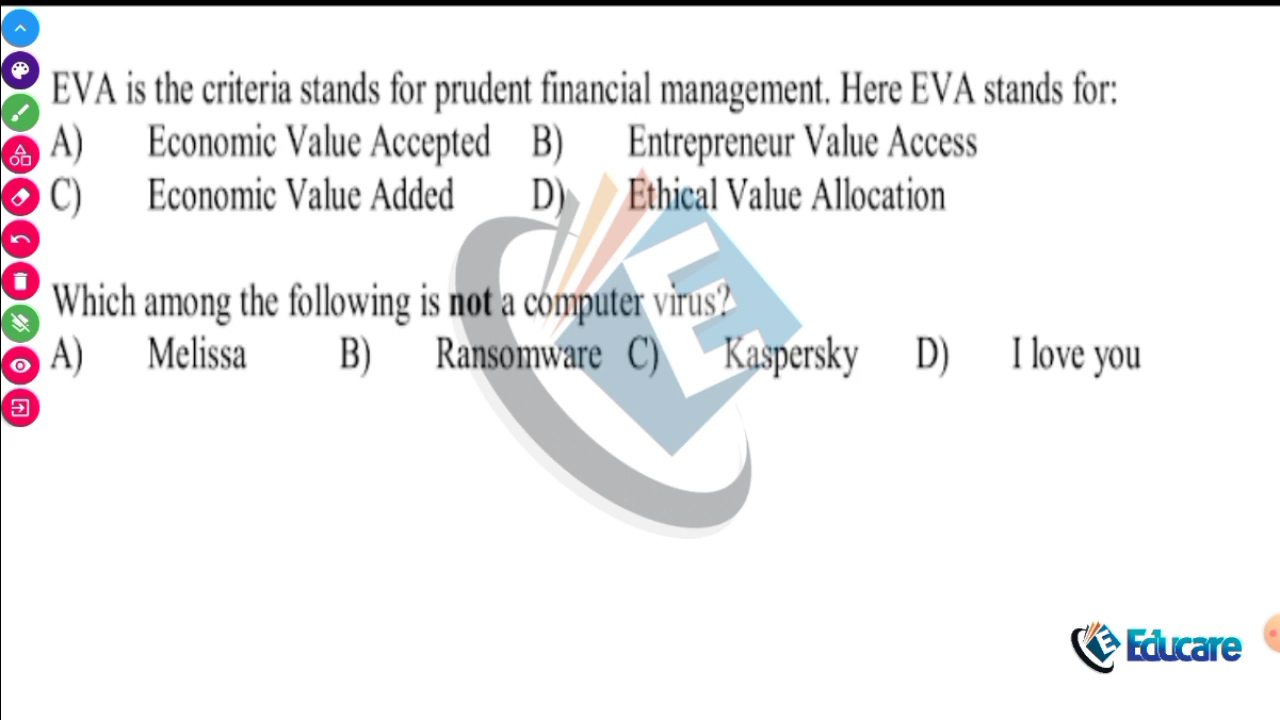 EVA is the criteria stands for prudent financial management. Here EVA stands for:
A) Economic Value Accepted B) Entrepreneur Value Access
C) Economic Value Added D) Ethical Value Allocation
Which among the following is not a computer virus?
A) Melissa B) Ransomware C) Kaspersky D) I love you
E
E Educare